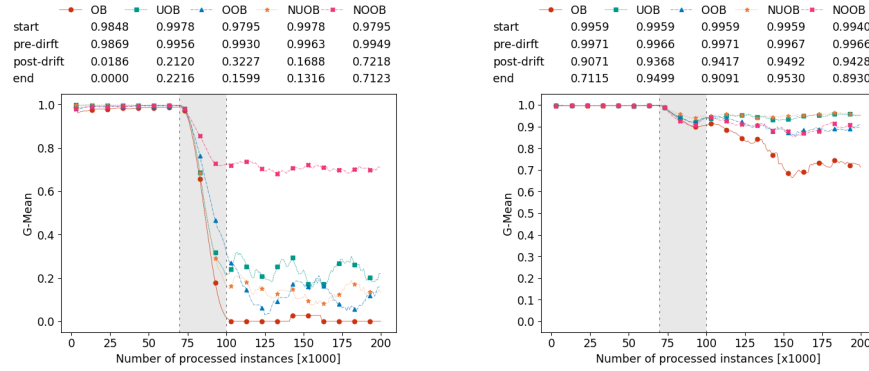 OB UOB OOB NUOB NOOB
start 0.9848 0.9978 0.9795 0.9978 0.9795
pre-dirft 0.9869 0.9956 0.9930 0.9963 0.9949
post-drift 0.0186 0.2120 0.3227 0.1688 0.7218
end 0.0000 0.2216 0.1599 0.1316 0.7123
1.0
0.9
0.8
0.7
0.6
0.4
0.3
0.2
0.1
0.0
G-Mean
0 25 50 75 100 125 150 175 200
Number of processed instances [x1000]
OB UOB OOB NUOB NOOB
start 0.9959 0.9959 0.9959 0.9959 0.9940
pre-dirft 0.9971 0.9966 0.9971 0.9967 0.9966
post-drift 0.9071 0.9368 0.9417 0.9492 0.9428
end 0.7115 0.9499 0.9091 0.9530 0.8930
1.0
0.9
0.8
0.7
0.6
0.4
0.3
0.2
0.1
0.0
G-Mean
0 25 50 75 100 125 150 175 200
Number of processed instances [x1000]